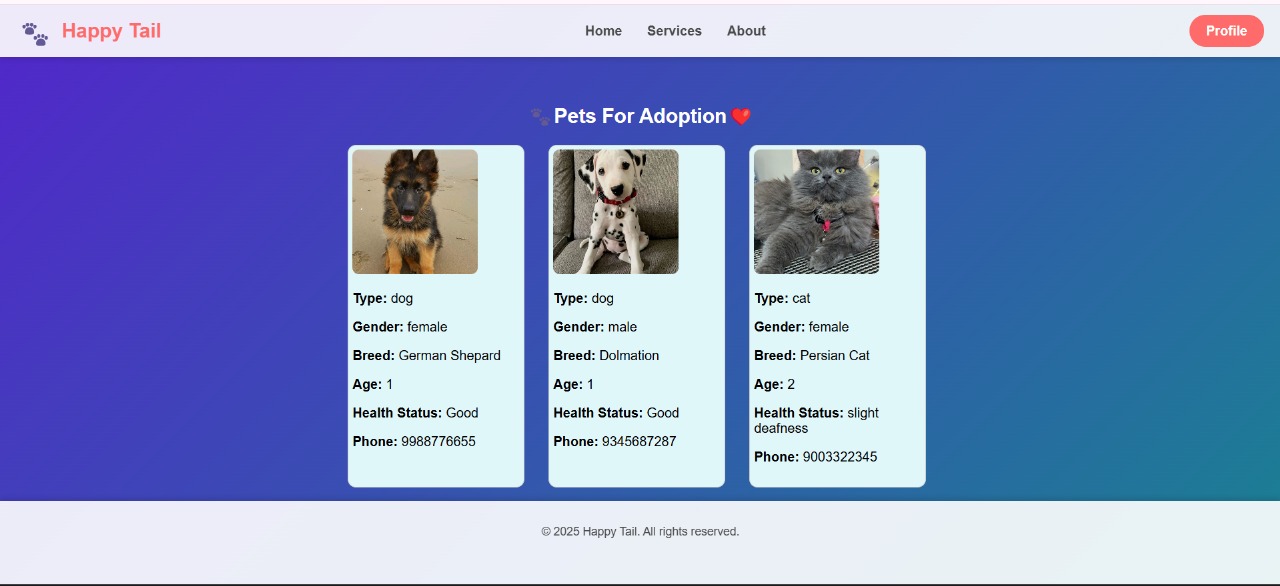 Happy Tail
Home Services About
Profile
🐾Pets For Adoption ❤️
Type: dog
Gender: female
Breed: German Shepard
Age: 1
Health Status: Good
Phone: 9988776655
Type: dog
Gender: male
Breed: Dolmation
Age: 1
Health Status: Good
Phone: 9345687287
Type: cat
Gender: female
Breed: Persian Cat
Age: 2
Health Status: slight
deafness
Phone: 9003322345
© 2025 Happy Tail. All rights reserved.